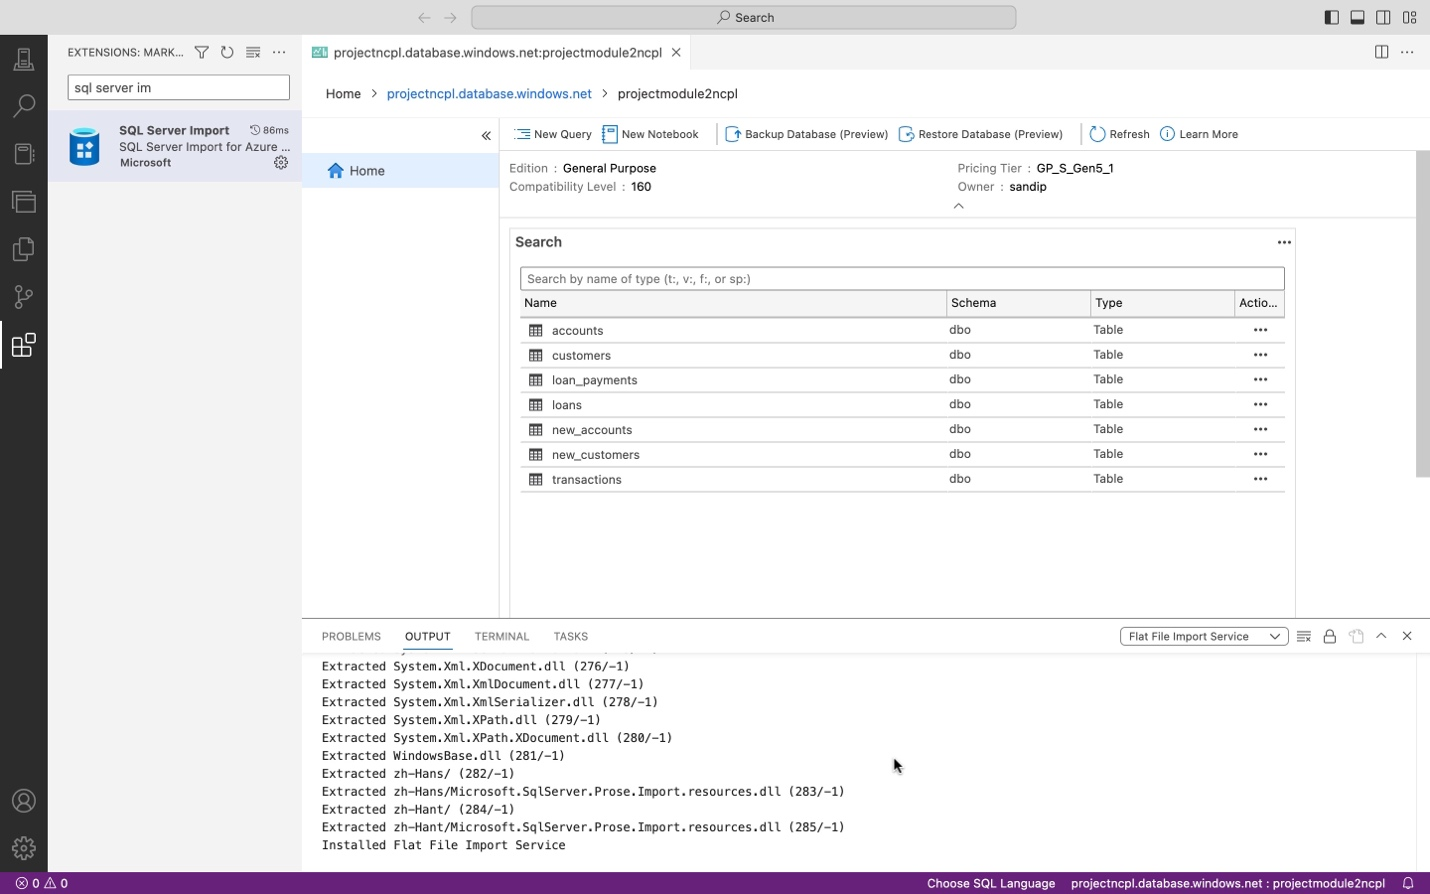 Search
EXTENSIONS: MARK...
projectncpl.database.windows.net:projectmodule2ncpl
sql server im
SQL Server Import 86ms
SQL Server Import for Azure ...
Microsoft
Home > projectncpl.database.windows.net > projectmodule2ncpl
«
Home
New Query New Notebook Backup Database (Preview) Restore Database (Preview) Refresh Learn More
Edition : General Purpose Pricing Tier : GP_S_Gen5_1
Compatibility Level : 160 Owner : sandip
Search
Search by name of type (t:, v:, f:, or sp:)
Name Schema Type Actio...
accounts dbo Table
customers dbo Table
loan_payments dbo Table
loans dbo Table
new_accounts dbo Table
new_customers dbo Table
transactions dbo Table
PROBLEMS OUTPUT TERMINAL TASKS Flat File Import Service
Extracted System.Xml.XDocument.dll (276/-1)
Extracted System.Xml.XmlDocument.dll (277/-1)
Extracted System.Xml.XmlSerializer.dll (278/-1)
Extracted System.Xml.XPath.dll (279/-1)
Extracted System.Xml.XPath.XDocument.dll (280/-1)
Extracted WindowsBase.dll (281/-1)
Extracted zh-Hans/ (282/-1)
Extracted zh-Hans/Microsoft.SqlServer.Prose.Import.resources.dll (283/-1)
Extracted zh-Hant/ (284/-1)
Extracted zh-Hant/Microsoft.SqlServer.Prose.Import.resources.dll (285/-1)
Installed Flat File Import Service
0 0 Choose SQL Language projectncpl.database.windows.net : projectmodule2ncpl